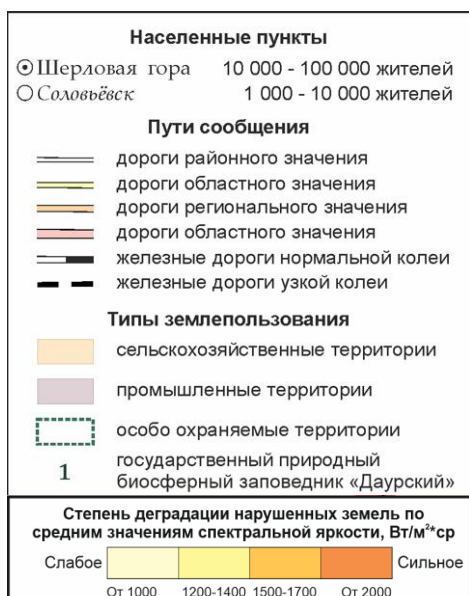 Населенные пункты
Шерловая гора 10 000 - 100 000 жителей
Соловьёвск 1 000 - 10 000 жителей
Пути сообщения
дороги районного значения
дороги областного значения
дороги регионального значения
дороги областного значения
железные дороги нормальной колеи
железные дороги узкой колеи
Типы землепользования
сельскохозяйственные территории
промышленные территории
особо охраняемые территории
1 государственный природный
биосферный заповедник «Даурский»
Степень деградации нарушенных земель по
средним значениям спектральной яркости, Вт/м²*ср
Слабое Сильное
От 1000 1200-1400 1500-1700 От 2000